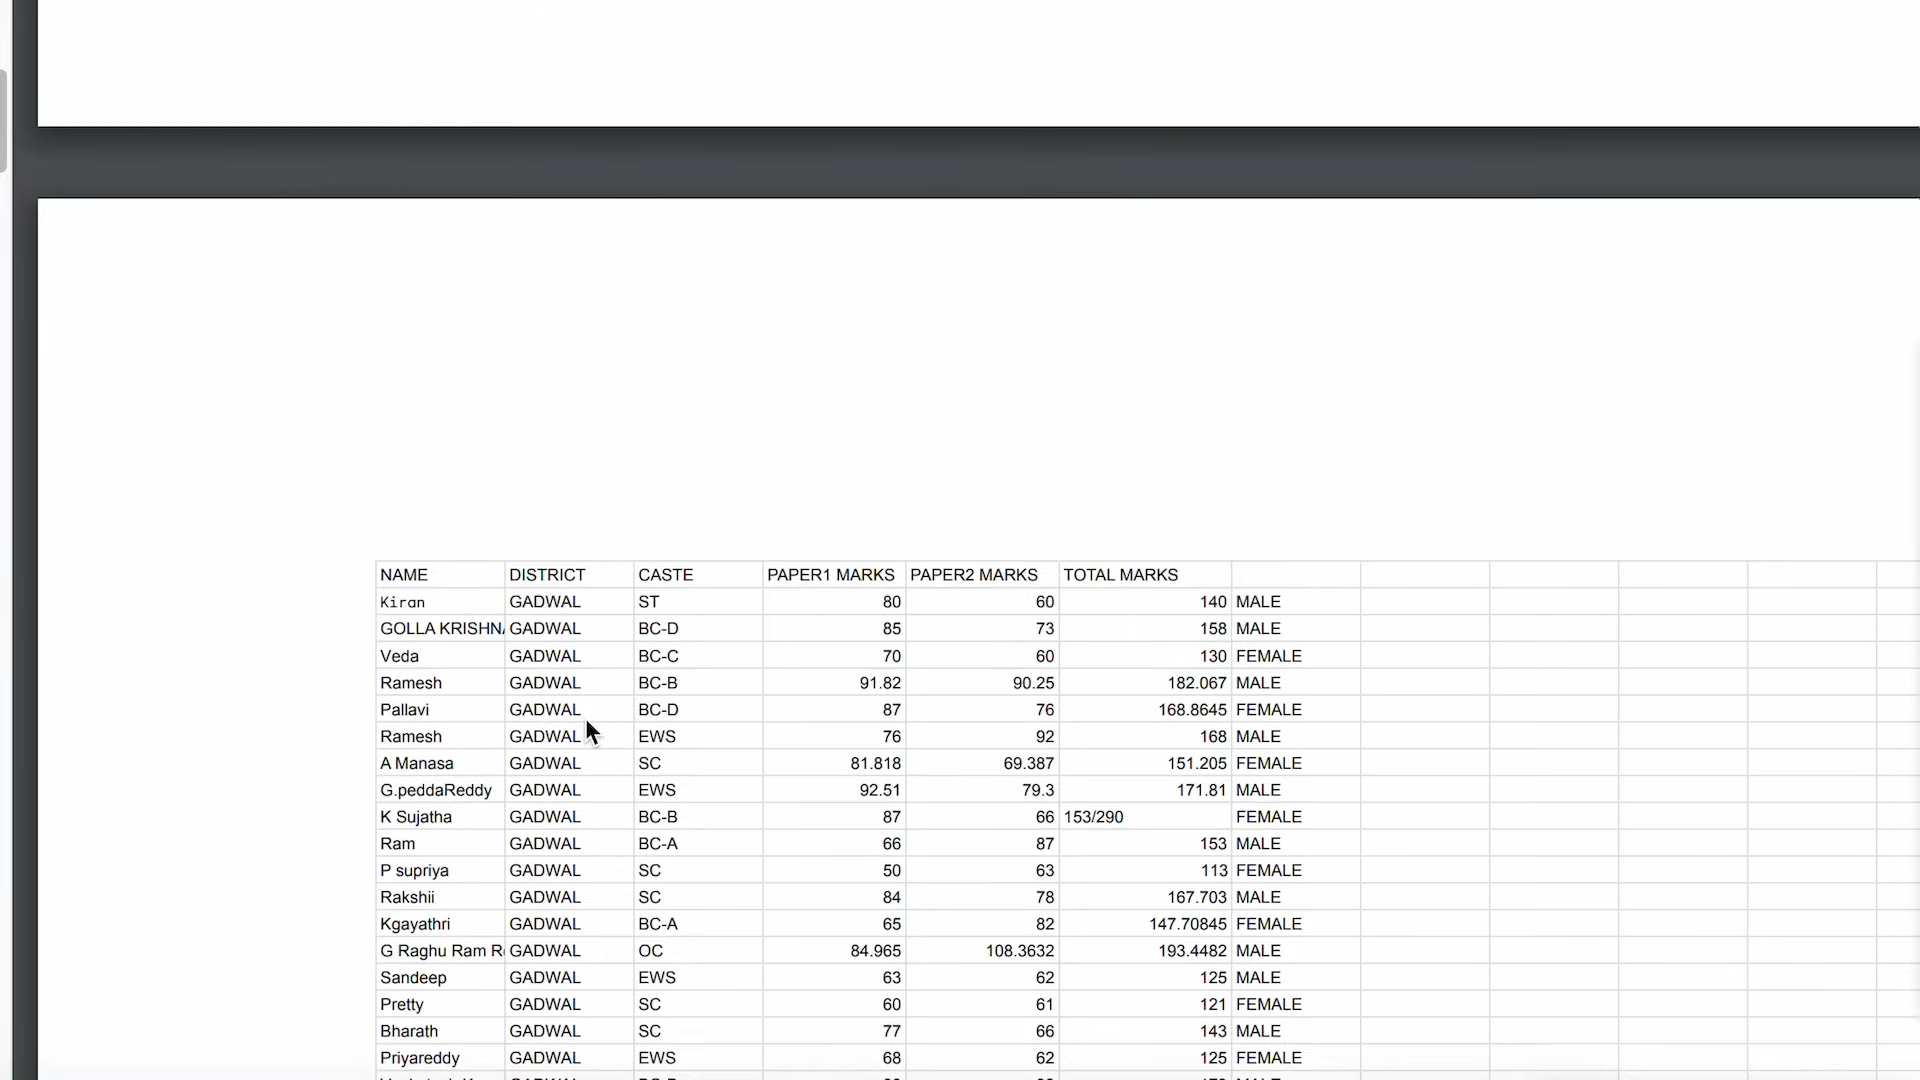 NAME DISTRICT CASTE PAPER1 MARKS PAPER2 MARKS TOTAL MARKS
Kiran GADWAL ST 80 60 140 MALE
GOLLA KRISHNA GADWAL BC-D 85 73 158 MALE
Veda GADWAL BC-C 70 60 130 FEMALE
Ramesh GADWAL BC-B 91.82 90.25 182.067 MALE
Pallavi GADWAL BC-D 87 76 168.8645 FEMALE
Ramesh GADWAL EWS 76 92 168 MALE
A Manasa GADWAL SC 81.818 69.387 151.205 FEMALE
G.peddaReddy GADWAL EWS 92.51 79.3 171.81 MALE
K Sujatha GADWAL BC-B 87 66 153/290 FEMALE
Ram GADWAL BC-A 66 87 153 MALE
P supriya GADWAL SC 50 63 113 FEMALE
Rakshii GADWAL SC 84 78 167.703 MALE
Kgayathri GADWAL BC-A 65 82 147.70845 FEMALE
G Raghu Ram R GADWAL OC 84.965 108.3632 193.4482 MALE
Sandeep GADWAL EWS 63 62 125 MALE
Pretty GADWAL SC 60 61 121 FEMALE
Bharath GADWAL SC 77 66 143 MALE
Priyareddy GADWAL EWS 68 62 125 FEMALE